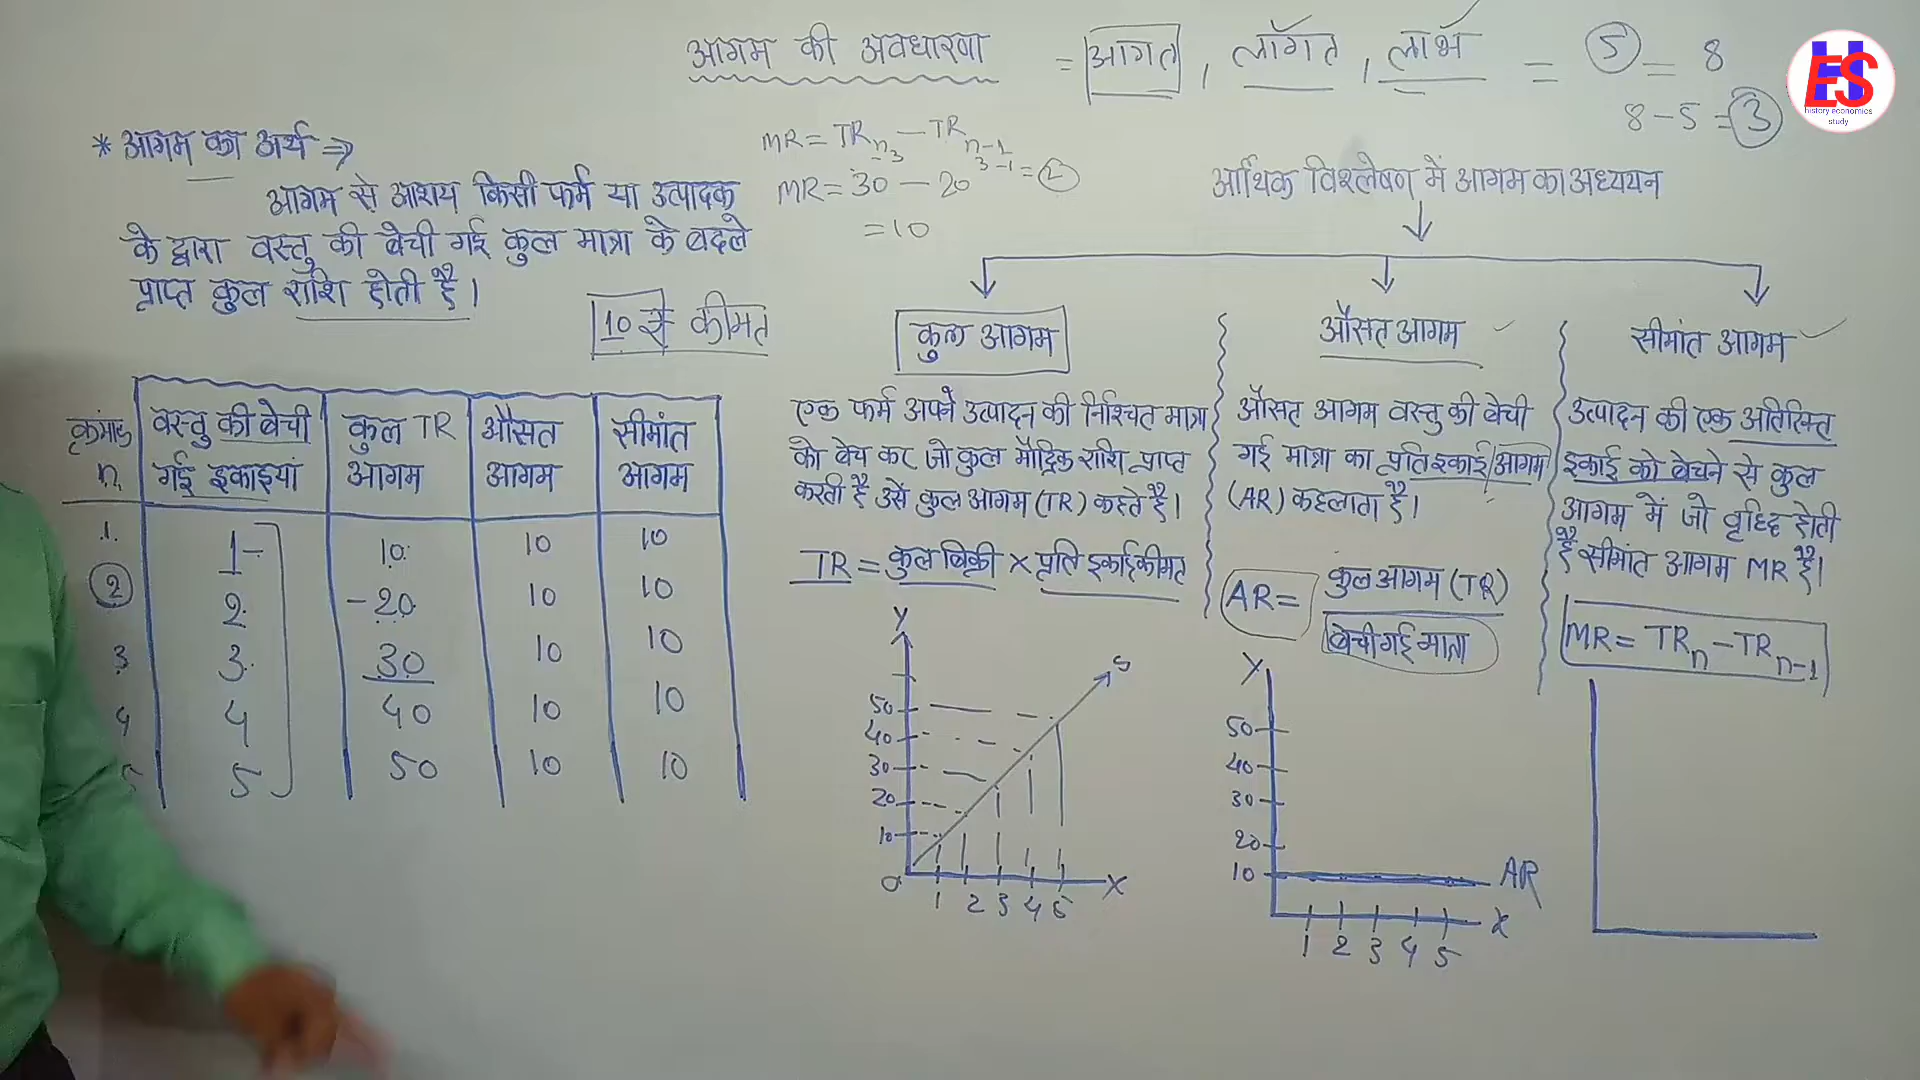 आगम की अवधारणा = आगत, लागत, लाभ = 5 = 8
8 - 5 = 3
HES
history economics
study
* आगम का अर्थ ⇒
आगम से आशय किसी फर्म या उत्पादक
के द्वारा वस्तु की बेची गई कुल मात्रा के बदले
प्राप्त कुल राशि होती है।
MR = TRn - TRn-1
3 3-1=2
MR = 30 - 20
= 10
10 रु कीमत
आर्थिक विश्लेषण में आगम का अध्ययन
क्रमांक n
वस्तु की बेची गई इकाइयां
कुल TR आगम
औसत आगम
सीमांत आगम
1. 1 10 10 10
2 2 20 10 10
3 3 30 10 10
4 4 40 10 10
5 5 50 10 10
कुल आगम
एक फर्म अपने उत्पादन की निश्चित मात्रा
को बेच कर जो कुल मौद्रिक राशि प्राप्त
करती है उसे कुल आगम (TR) कहते है।
TR = कुल बिक्री × प्रति इकाई कीमत
Y
50
40
30
20
10
O
1 2 3 4 5
X
S
औसत आगम
औसत आगम वस्तु की बेची
गई मात्रा का प्रति इकाई आगम
(AR) कहलाता है।
AR = कुल आगम (TR)
बेची गई मात्रा
Y
50
40
30
20
10
AR
X
1 2 3 4 5
सीमांत आगम
उत्पादन की एक अतिरिक्त
इकाई को बेचने से कुल
आगम में जो वृद्धि होती
है सीमांत आगम MR है।
MR = TRn - TRn-1